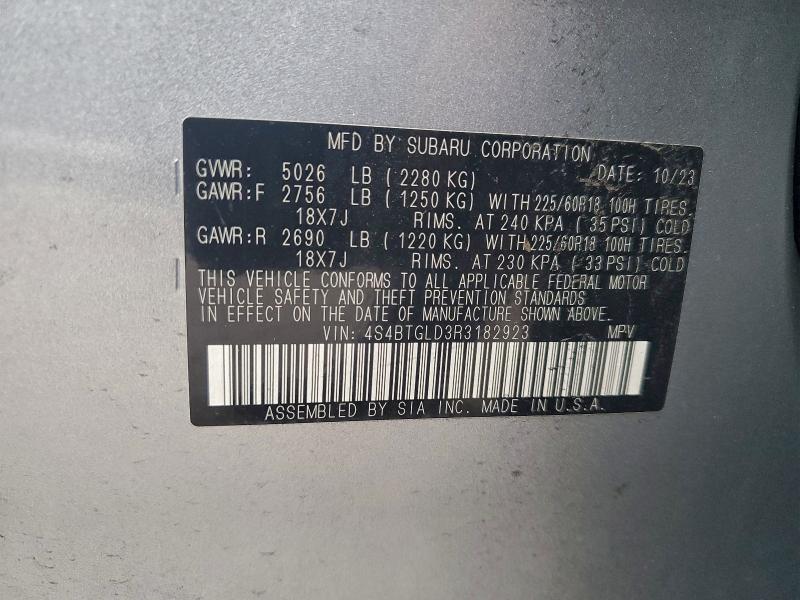 MFD BY SUBARU CORPORATION
GVWR: 5026 LB ( 2280 KG) DATE: 10/23
GAWR:F 2756 LB ( 1250 KG) WITH 225/60R18 100H TIRES,
18X7J RIMS. AT 240 KPA ( 35 PSI) COLD
GAWR:R 2690 LB ( 1220 KG) WITH 225/60R18 100H TIRES.
18X7J RIMS. AT 230 KPA ( 33 PSI) COLD
THIS VEHICLE CONFORMS TO ALL APPLICABLE FEDERAL MOTOR
VEHICLE SAFETY AND THEFT PREVENTION STANDARDS
IN EFFECT ON THE DATE OF MANUFACTURE SHOWN ABOVE.
VIN: 4S4BTGLD3R3182923 MPV
ASSEMBLED BY SIA INC. MADE IN U.S.A.